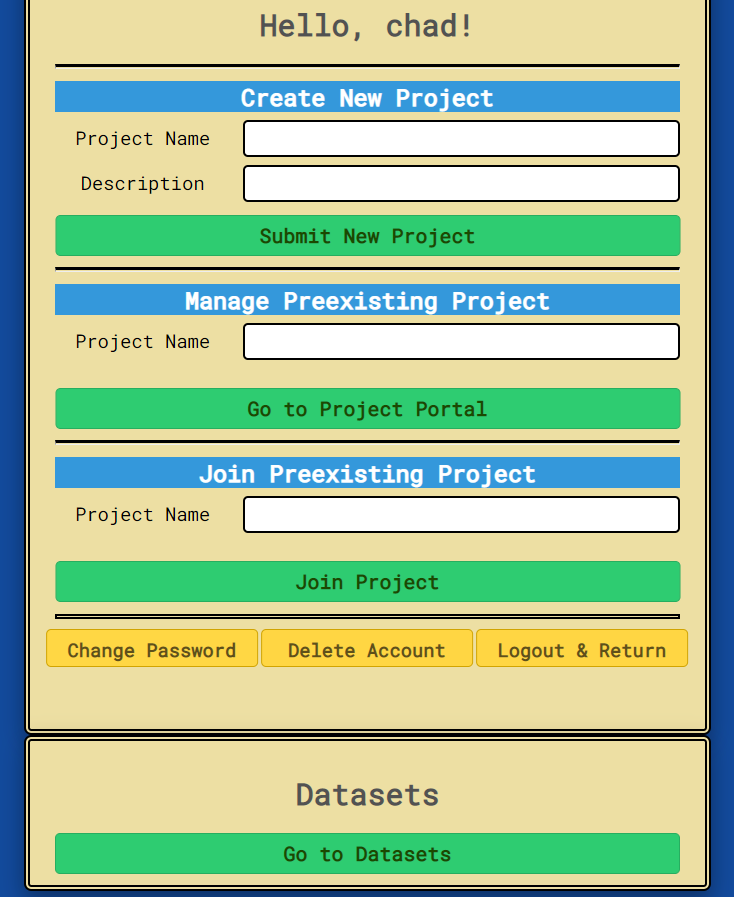 Hello, chad!
Create New Project
Project Name
Description
Submit New Project
Manage Preexisting Project
Project Name
Go to Project Portal
Join Preexisting Project
Project Name
Join Project
Change Password Delete Account Logout & Return
Datasets
Go to Datasets